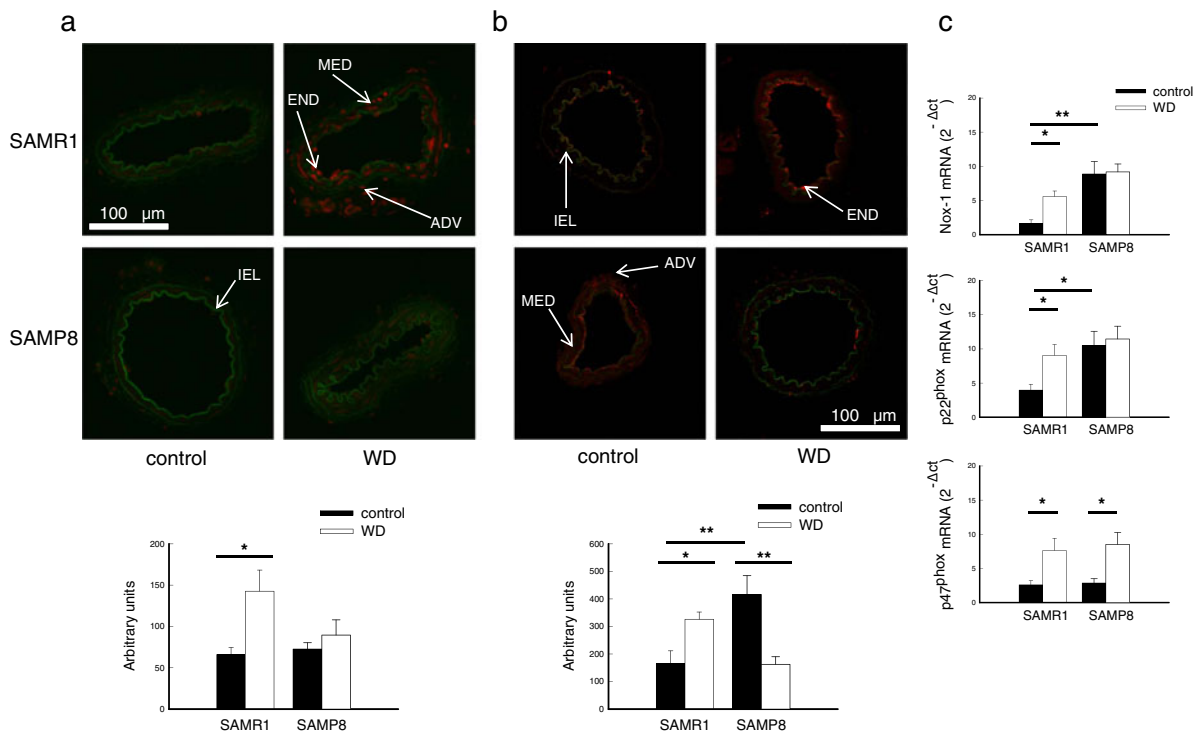 a
b
c
SAMR1
SAMP8
MED
END
ADV
100 µm
IEL
control
WD
IEL
END
ADV
MED
100 µm
control
WD
control
WD
*
200
150
100
50
0
Arbitrary units
SAMR1
SAMP8
control
WD
**
*
**
600
500
400
300
200
100
0
Arbitrary units
SAMR1
SAMP8
control
WD
Nox-1 mRNA (2^-Δct)
20
15
10
5
0
**
*
SAMR1
SAMP8
p22phox mRNA (2^-Δct)
20
15
10
5
0
*
*
SAMR1
SAMP8
p47phox mRNA (2^-Δct)
20
15
10
5
0
*
*
SAMR1
SAMP8